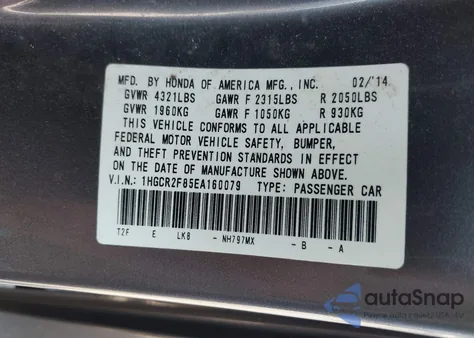 MFD. BY HONDA OF AMERICA MFG., INC. 02/'14
GVWR 4321LBS GAWR F 2315LBS R 2050LBS
GVWR 1960KG GAWR F 1050KG R 930KG
THIS VEHICLE CONFORMS TO ALL APPLICABLE
FEDERAL MOTOR VEHICLE SAFETY, BUMPER,
AND THEFT PREVENTION STANDARDS IN EFFECT
ON THE DATE OF MANUFACTURE SHOWN ABOVE.
V.I.N.: 1HGCR2F85EA160079 TYPE: PASSENGER CAR
T2F E LK8 -NH797MX -B -A
autoSnap